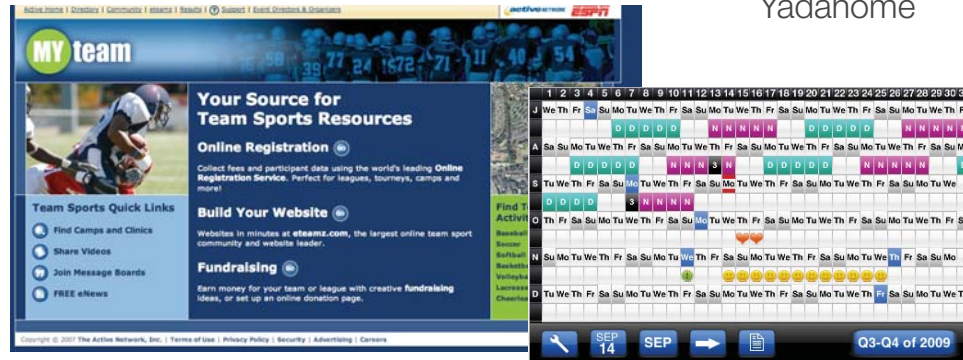 Yadahome
Active Home | Directory | Community | eteamz | Results | ? Support | Event Directors & Organizers
active NETWORK ESPN
MY team
58 39 77 24 1672 71 11 40 54
Your Source for
Team Sports Resources
Online Registration
Collect fees and participant data using the world's leading Online
Registration Service. Perfect for leagues, tourneys, camps and
more!
Build Your Website
Websites in minutes at eteamz.com, the largest online team sport
community and website leader.
Fundraising
Earn money for your team or league with creative fundraising
ideas, or set up an online donation page.
Team Sports Quick Links
Find Camps and Clinics
Share Videos
Join Message Boards
FREE eNews
Find
Activit
Baseball
Soccer
Softball
Basketba
Volleyba
Lacrosse
Cheerlea
Copyright © 2007 The Active Network, Inc. | Terms of Use | Privacy Policy | Security | Advertising | Careers
1 2 3 4 5 6 7 8 9 10 11 12 13 14 15 16 17 18 19 20 21 22 23 24 25 26 27 28 29 30
J We Th Fr Sa Su Mo Tu We Th Fr Sa Su Mo Tu We Th Fr Sa Su Mo Tu We Th Fr Sa Su Mo Tu We Th
D D D D D N N N N N D D D D D N N N N
A Sa Su Mo Tu We Th Fr Sa Su Mo Tu We Th Fr Sa Su Mo Tu We Th Fr Sa Su Mo Tu We Th Fr Sa Su
D D D D D N N N 3 N D D D D D N N N N N D
S Tu We Th Fr Sa Su Mo Tu We Th Fr Sa Su Mo Tu We Th Fr Sa Su Mo Tu We Th Fr Sa Su Mo Tu We
D D D D 3 N N N N
O Th Fr Sa Su Mo Tu We Th Fr Sa Su Mo Tu We Th Fr Sa Su Mo Tu We Th Fr Sa Su Mo Tu We Th Fr
N Su Mo Tu We Th Fr Sa Su Mo Tu We Th Fr Sa Su Mo Tu We Th Fr Sa Su Mo Tu We Th Fr Sa Su Mo
D Tu We Th Fr Sa Su Mo Tu We Th Fr Sa Su Mo Tu We Th Fr Sa Su Mo Tu We Th Fr Sa Su Mo Tu We
SEP
14
SEP
Q3-Q4 of 2009